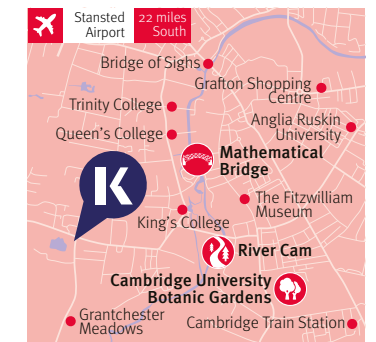 Stansted
Airport
22 miles
South
Bridge of Sighs
Grafton Shopping
Centre
Trinity College
Anglia Ruskin
University
Queen's College
Mathematical
Bridge
K
The Fitzwilliam
Museum
King's College
River Cam
Cambridge University
Botanic Gardens
Grantchester
Meadows
Cambridge Train Station